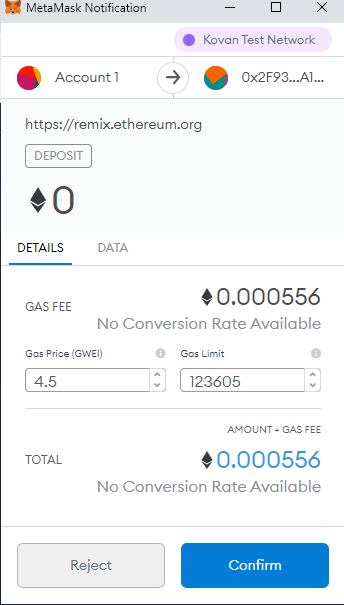 MetaMask Notification
Kovan Test Network
Account 1
0x2F93...A1...
https://remix.ethereum.org
DEPOSIT
0
DETAILS DATA
GAS FEE
0.000556
No Conversion Rate Available
Gas Price (GWEI) Gas Limit
4.5 123605
AMOUNT + GAS FEE
TOTAL
0.000556
No Conversion Rate Available
Reject Confirm